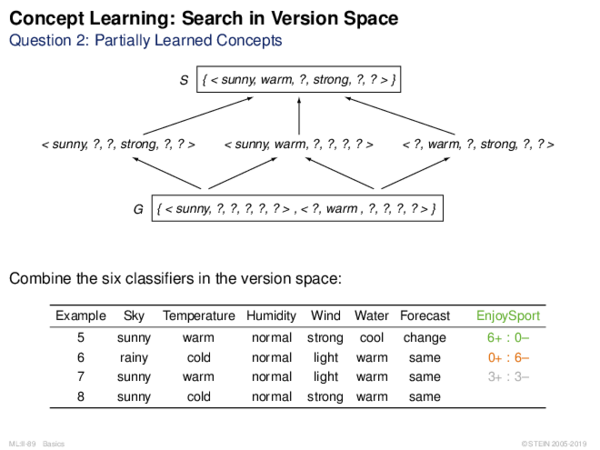 Concept Learning: Search in Version Space
Question 2: Partially Learned Concepts
S { < sunny, warm, ?, strong, ?, ? > }
< sunny, ?, ?, strong, ?, ? > < sunny, warm, ?, ?, ?, ? > < ?, warm, ?, strong, ?, ? >
G { < sunny, ?, ?, ?, ?, ? > , < ?, warm , ?, ?, ?, ? > }
Combine the six classifiers in the version space:
Example Sky Temperature Humidity Wind Water Forecast EnjoySport
5 sunny warm normal strong cool change 6+ : 0–
6 rainy cold normal light warm same 0+ : 6–
7 sunny warm normal light warm same 3+ : 3–
8 sunny cold normal strong warm same
ML:II-89 Basics © STEIN 2005-2019